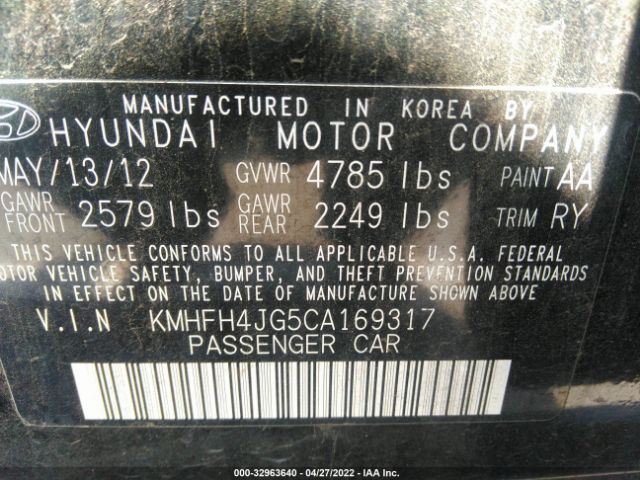 MANUFACTURED IN KOREA BY
HYUNDAI MOTOR COMPANY
MAY/13/12 GVWR 4785 lbs PAINT AA
GAWR FRONT 2579 lbs GAWR REAR 2249 lbs TRIM RY
THIS VEHICLE CONFORMS TO ALL APPLICABLE U.S.A. FEDERAL
MOTOR VEHICLE SAFETY, BUMPER, AND THEFT PREVENTION STANDARDS
IN EFFECT ON THE DATE OF MANUFACTURE SHOWN ABOVE
V.I.N KMHFH4JG5CA169317
PASSENGER CAR
000-32963640 - 04/27/2022 - IAA Inc.